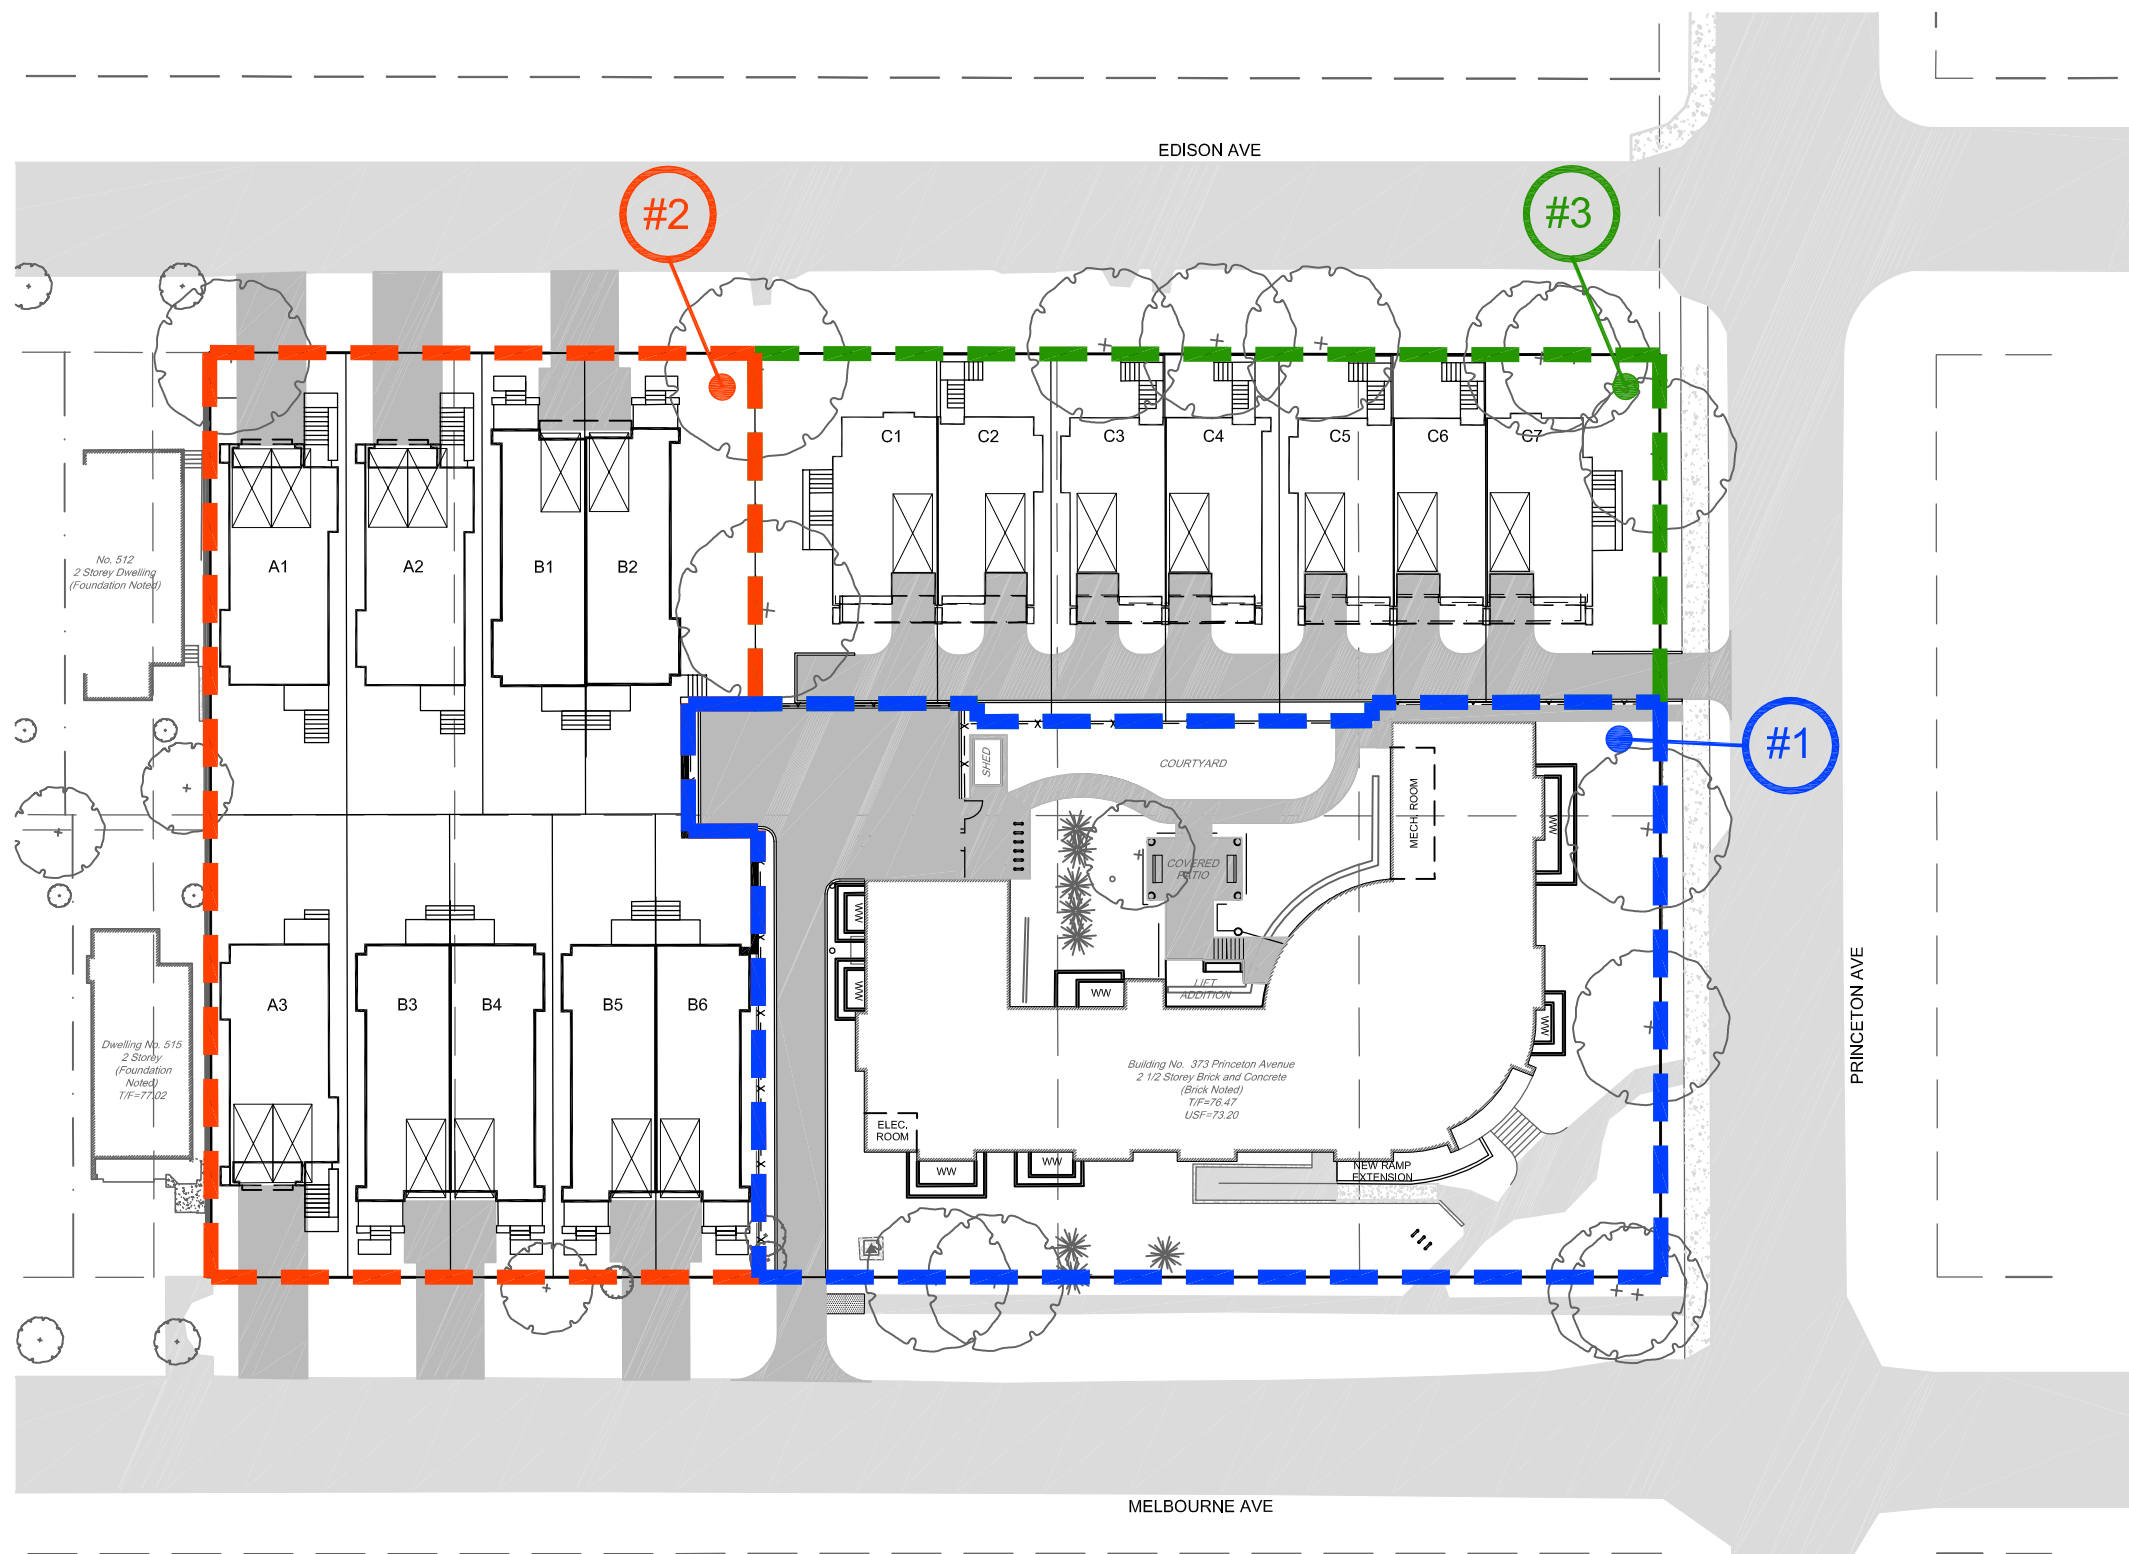 EDISON AVE
#2
#3
C1
C2
C3
C4
C5
C6
C7
No. 512
2 Storey Dwelling
(Foundation Noted)
A1
A2
B1
B2
#1
SHED
COURTYARD
MECH. ROOM
WW
COVERED
PATIO
WW
WW
WW
LIFT
ADDITION
WW
A3
B3
B4
B5
B6
Dwelling No. 515
2 Storey
(Foundation
Noted)
T/F=77.02
Building No. 373 Princeton Avenue
2 1/2 Storey Brick and Concrete
(Brick Noted)
T/F=76.47
USF=73.20
PRINCETON AVE
ELEC.
ROOM
WW
WW
NEW RAMP
EXTENSION
MELBOURNE AVE